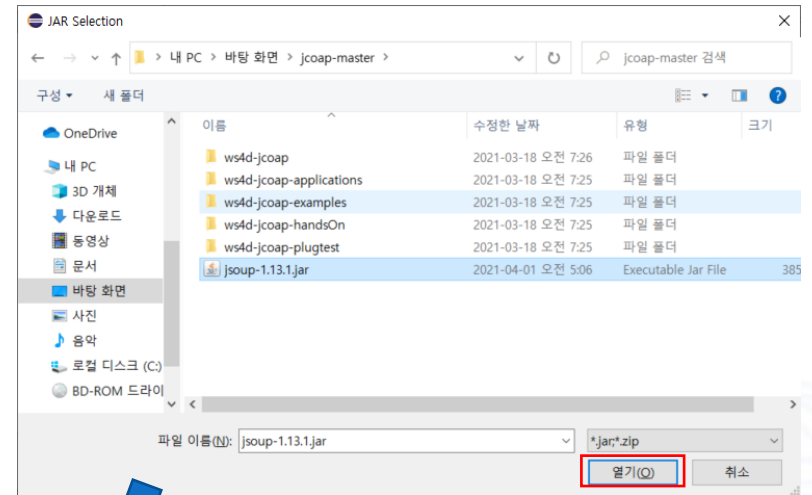 JAR Selection
내 PC > 바탕 화면 > jcoap-master >
jcoap-master 검색
구성
새 폴더
이름 수정한 날짜 유형 크기
OneDrive
내 PC
3D 개체
다운로드
동영상
문서
바탕 화면
사진
음악
로컬 디스크 (C:)
BD-ROM 드라이
ws4d-jcoap 2021-03-18 오전 7:26 파일 폴더
ws4d-jcoap-applications 2021-03-18 오전 7:25 파일 폴더
ws4d-jcoap-examples 2021-03-18 오전 7:25 파일 폴더
ws4d-jcoap-handsOn 2021-03-18 오전 7:25 파일 폴더
ws4d-jcoap-plugtest 2021-03-18 오전 7:25 파일 폴더
jsoup-1.13.1.jar 2021-04-01 오전 5:06 Executable Jar File 385
파일 이름(N): jsoup-1.13.1.jar
*.jar;*.zip
열기(O) 취소